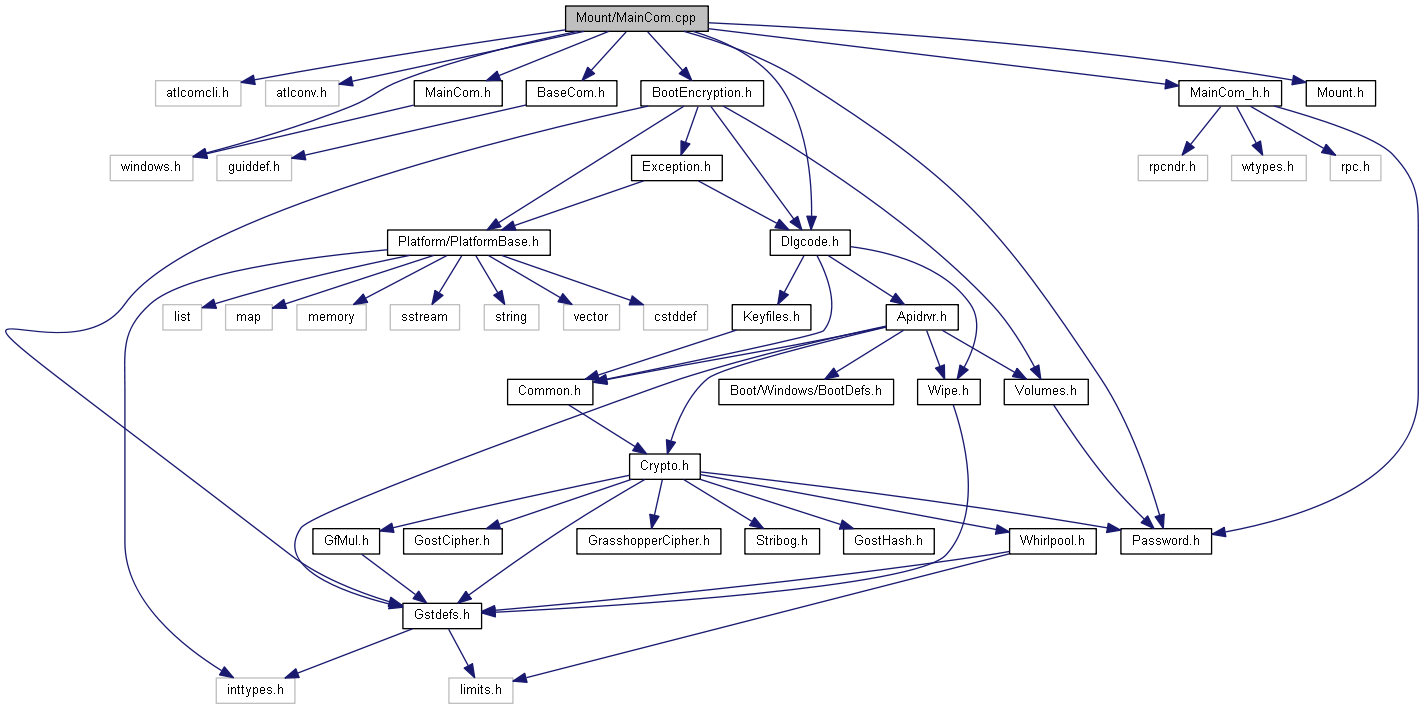 Mount/MainCom.cpp
atlcomcli.h
atlconv.h
MainCom.h
BaseCom.h
BootEncryption.h
MainCom_h.h
Mount.h
windows.h
guiddef.h
Exception.h
rpcndr.h
wtypes.h
rpc.h
Platform/PlatformBase.h
Dlgcode.h
list
map
memory
sstream
string
vector
cstddef
Keyfiles.h
Apidrvr.h
Common.h
Boot/Windows/BootDefs.h
Wipe.h
Volumes.h
Crypto.h
GfMul.h
GostCipher.h
GrasshopperCipher.h
Stribog.h
GostHash.h
Whirlpool.h
Password.h
Gstdefs.h
inttypes.h
limits.h